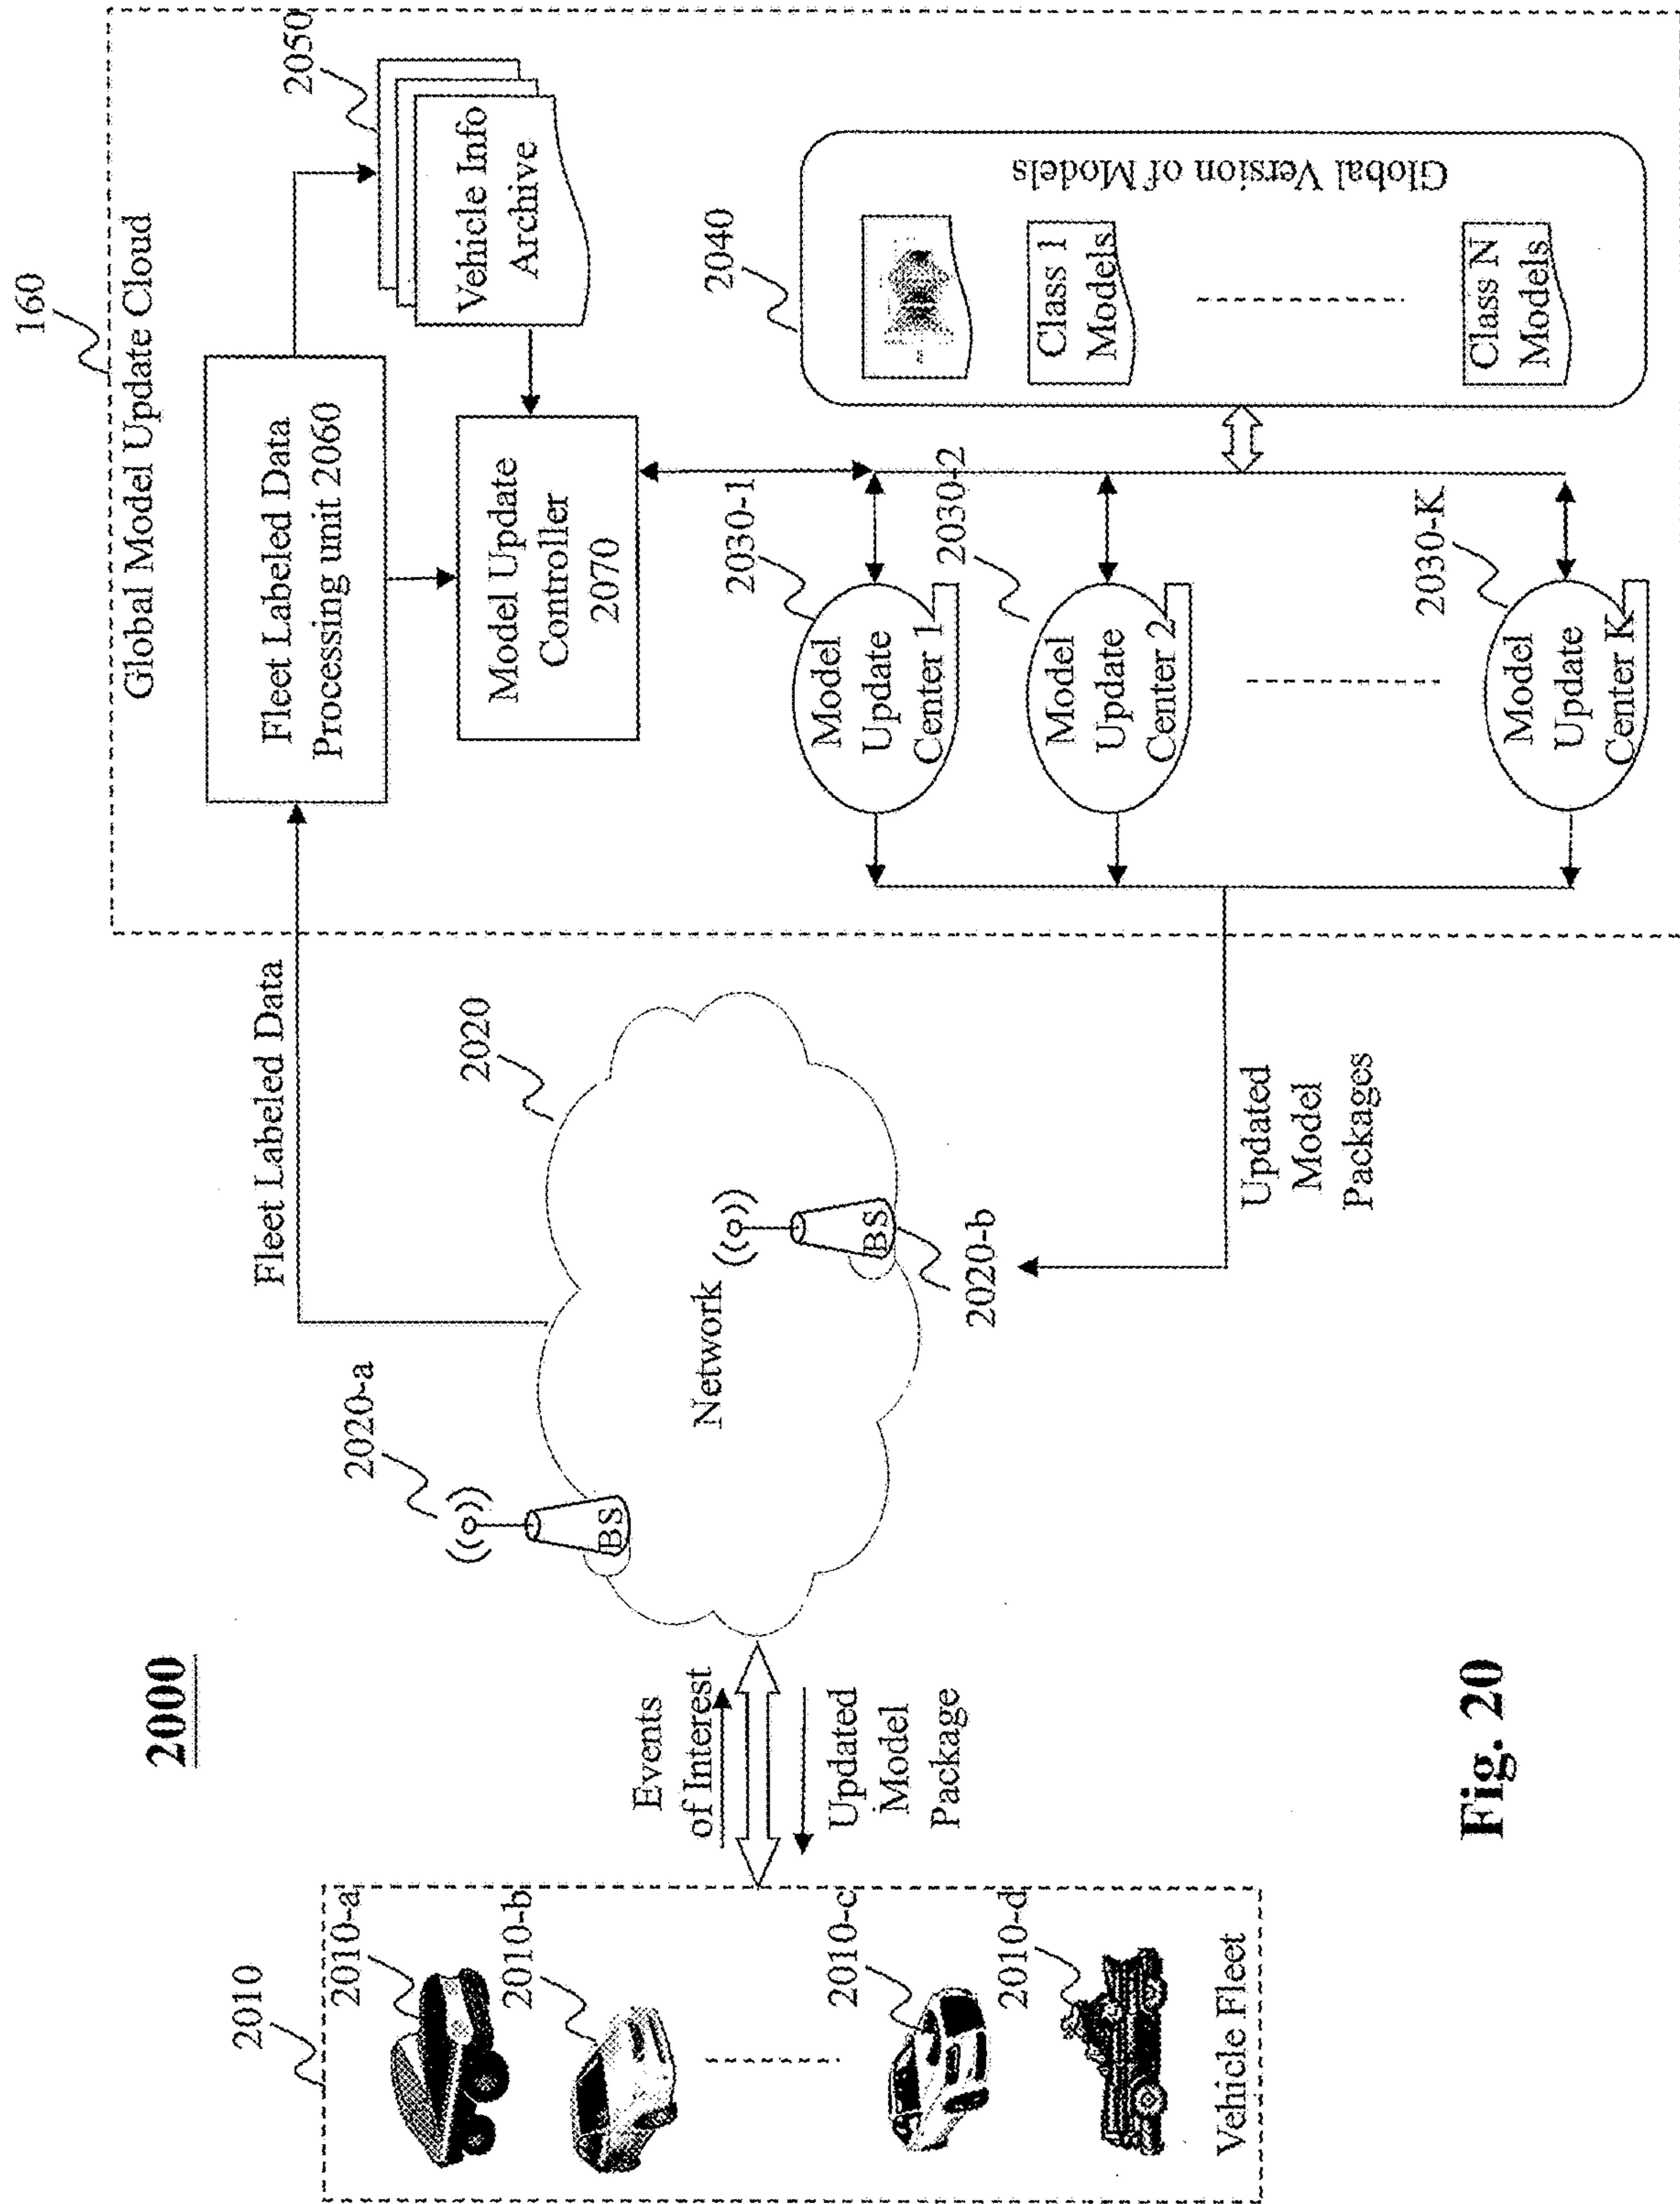 2000
160
Global Model Update Cloud
2050
Fleet Labeled Data
Processing unit 2060
Vehicle Info
Archive
Model Update
Controller
2070
Fleet Labeled Data
2010
2010-a
2010-b
2010-c
2010-d
Vehicle Fleet
Events
of Interest
Updated
Model
Package
2020-a
BS
2020
Network
BS
2020-b
Updated
Model
Packages
2030-1
Model
Update
Center 1
2030-2
Model
Update
Center 2
2030-K
Model
Update
Center K
2040
Global Version of Models
Class 1
Models
Class N
Models
Fig. 20